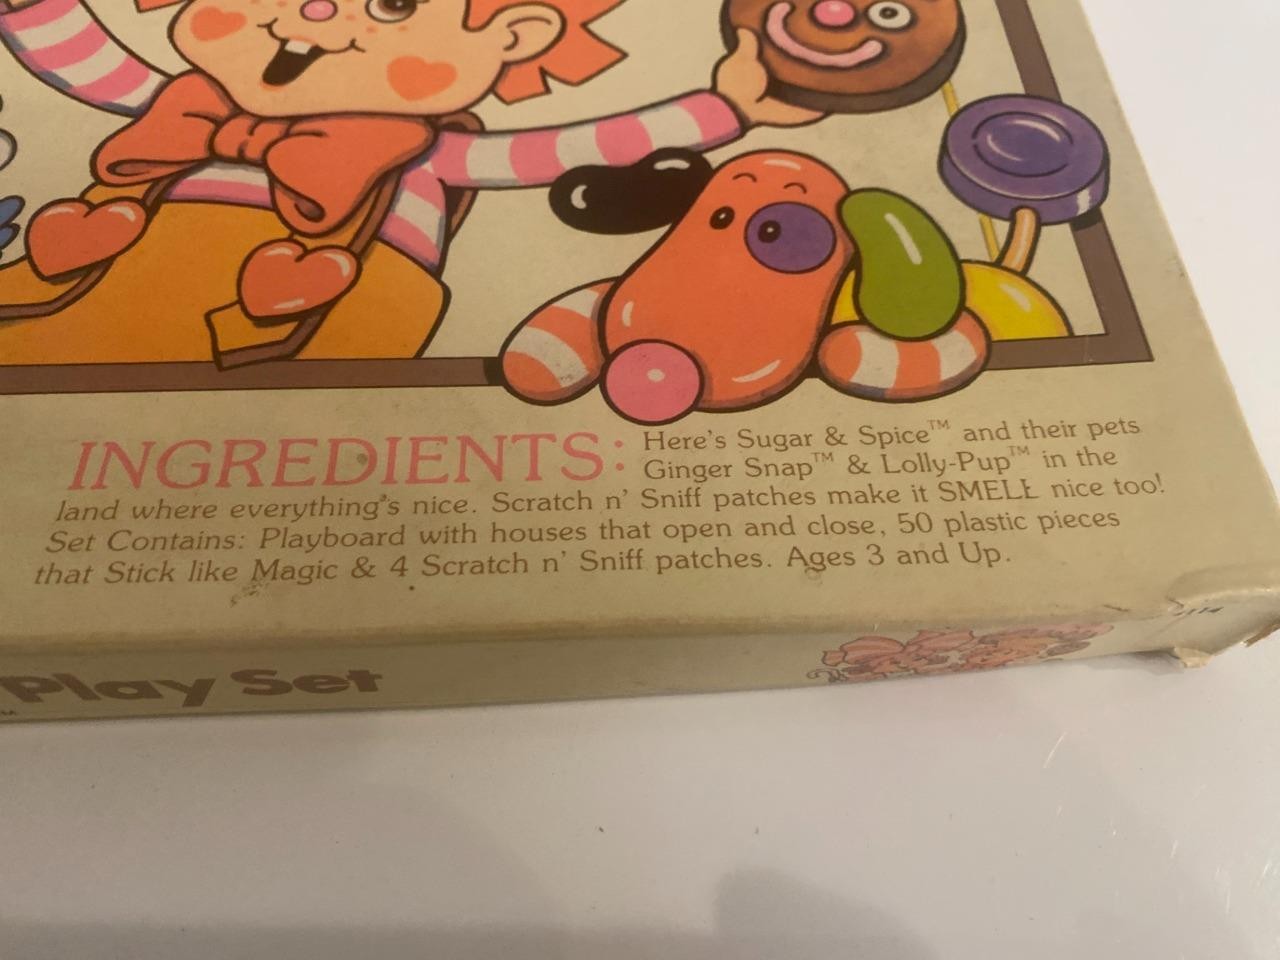 INGREDIENTS: Here's Sugar & Spice™ and their pets
Ginger Snap™ & Lolly-Pup™ in the
land where everything's nice. Scratch n' Sniff patches make it SMELL nice too!
Set Contains: Playboard with houses that open and close, 50 plastic pieces
that Stick like Magic & 4 Scratch n' Sniff patches. Ages 3 and Up.
Play Set
™